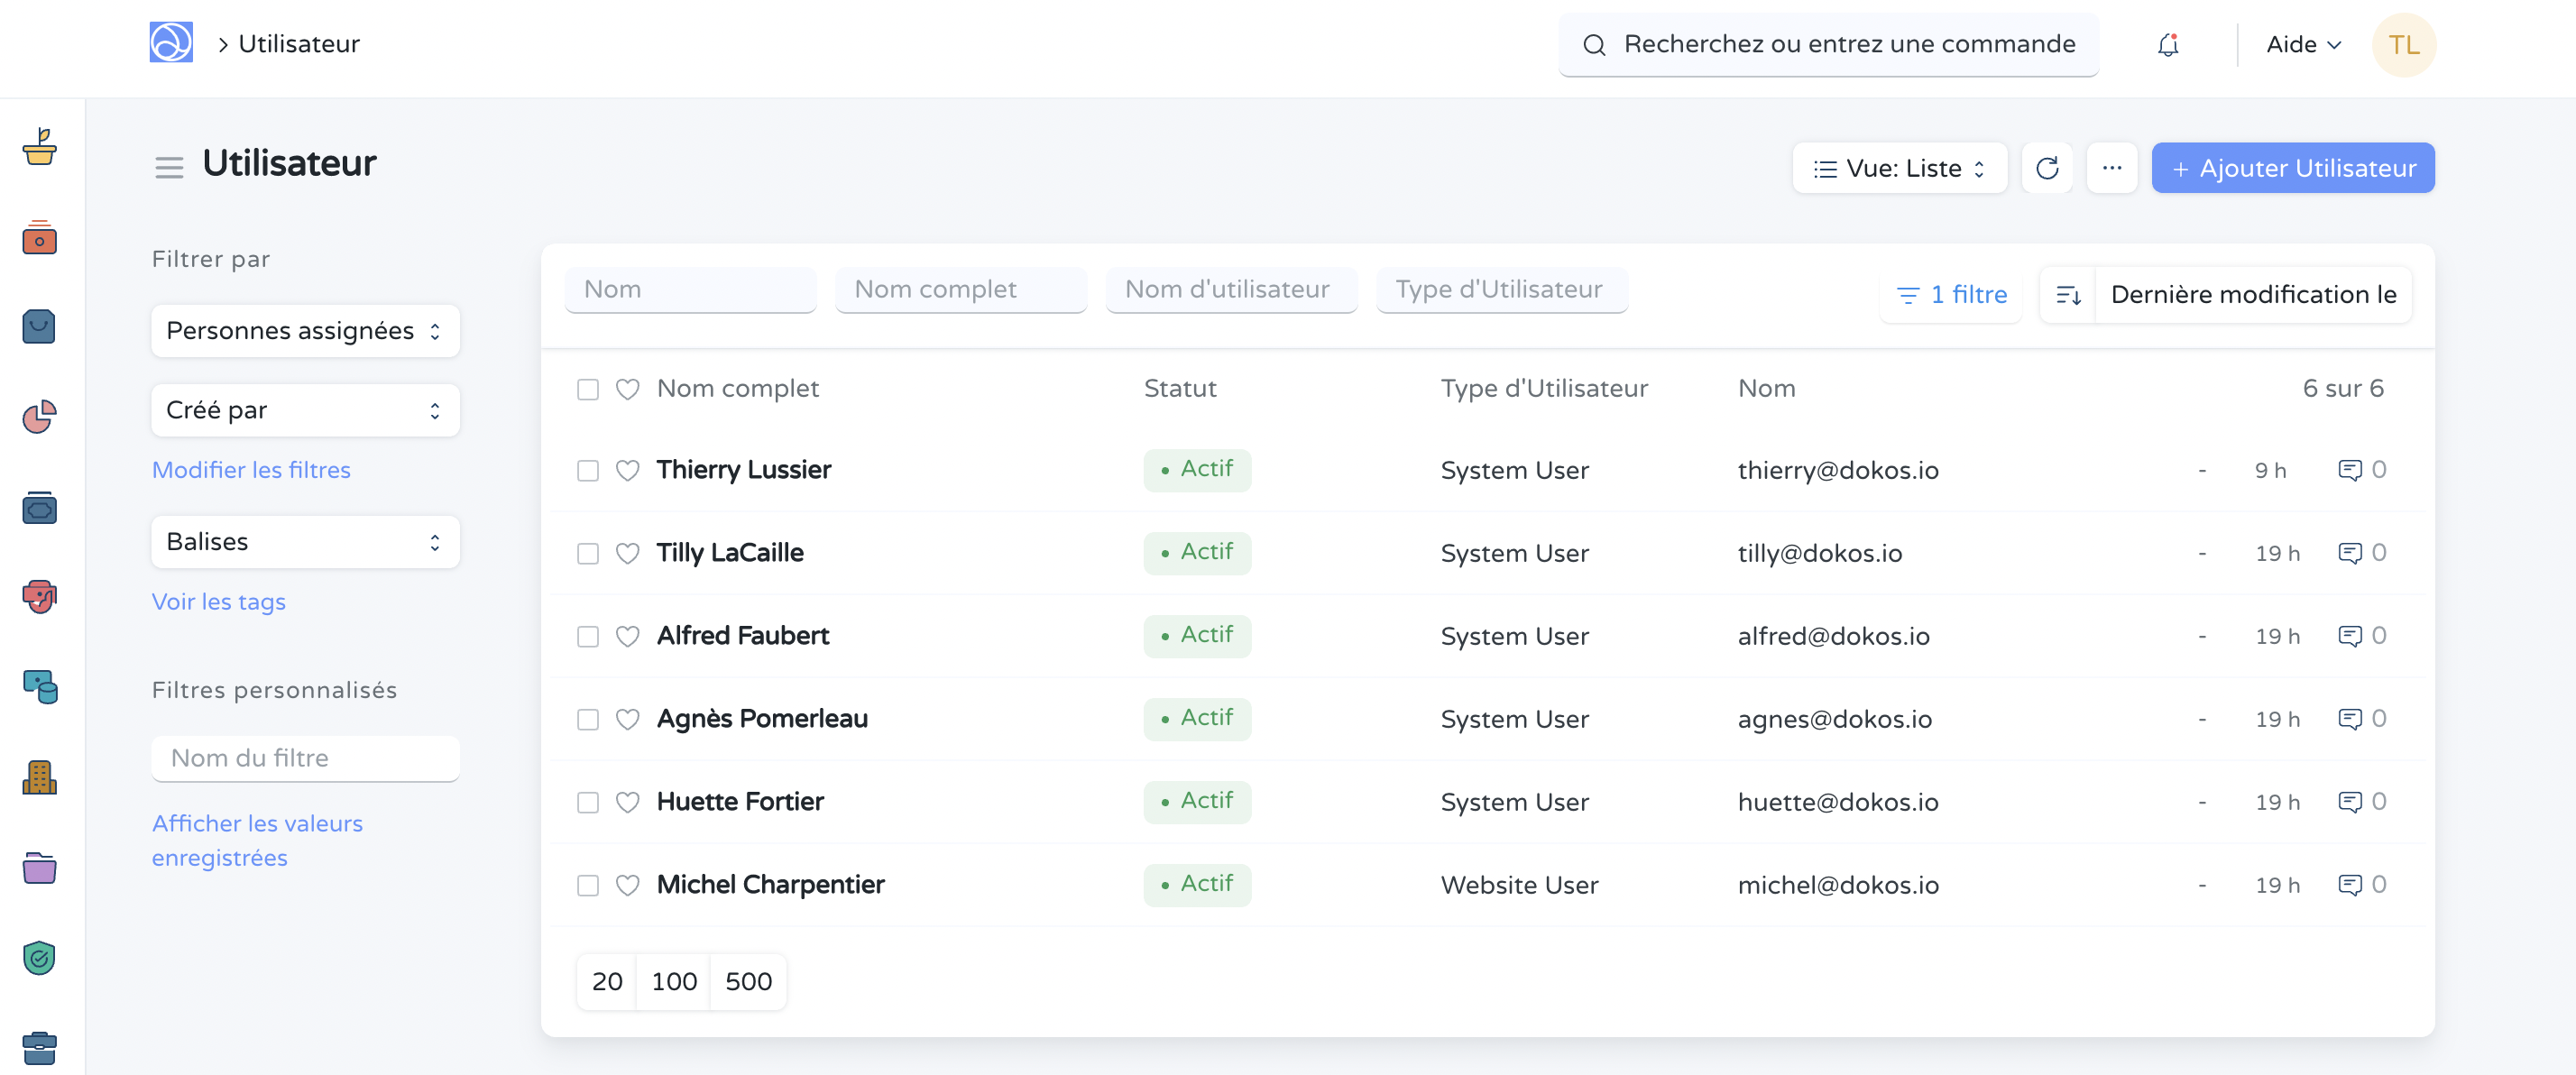 Utilisateur
Recherchez ou entrez une commande
Aide
TL
Utilisateur
Vue: Liste
...
+ Ajouter Utilisateur
Filtrer par
Personnes assignées
Créé par
Modifier les filtres
Balises
Voir les tags
Filtres personnalisés
Nom du filtre
Afficher les valeurs
enregistrées
Nom
Nom complet
Nom d'utilisateur
Type d'Utilisateur
1 filtre
Dernière modification le
Nom complet Statut Type d'Utilisateur Nom 6 sur 6
Thierry Lussier • Actif System User thierry@dokos.io - 9 h 0
Tilly LaCaille • Actif System User tilly@dokos.io - 19 h 0
Alfred Faubert • Actif System User alfred@dokos.io - 19 h 0
Agnès Pomerleau • Actif System User agnes@dokos.io - 19 h 0
Huette Fortier • Actif System User huette@dokos.io - 19 h 0
Michel Charpentier • Actif Website User michel@dokos.io - 19 h 0
20 100 500